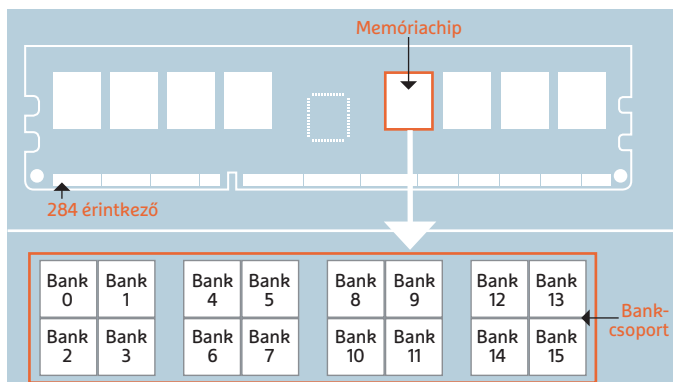 Memóriachip
284 érintkező
Bank 0
Bank 1
Bank 4
Bank 5
Bank 8
Bank 9
Bank 12
Bank 13
Bank 2
Bank 3
Bank 6
Bank 7
Bank 10
Bank 11
Bank 14
Bank 15
Bank-
csoport